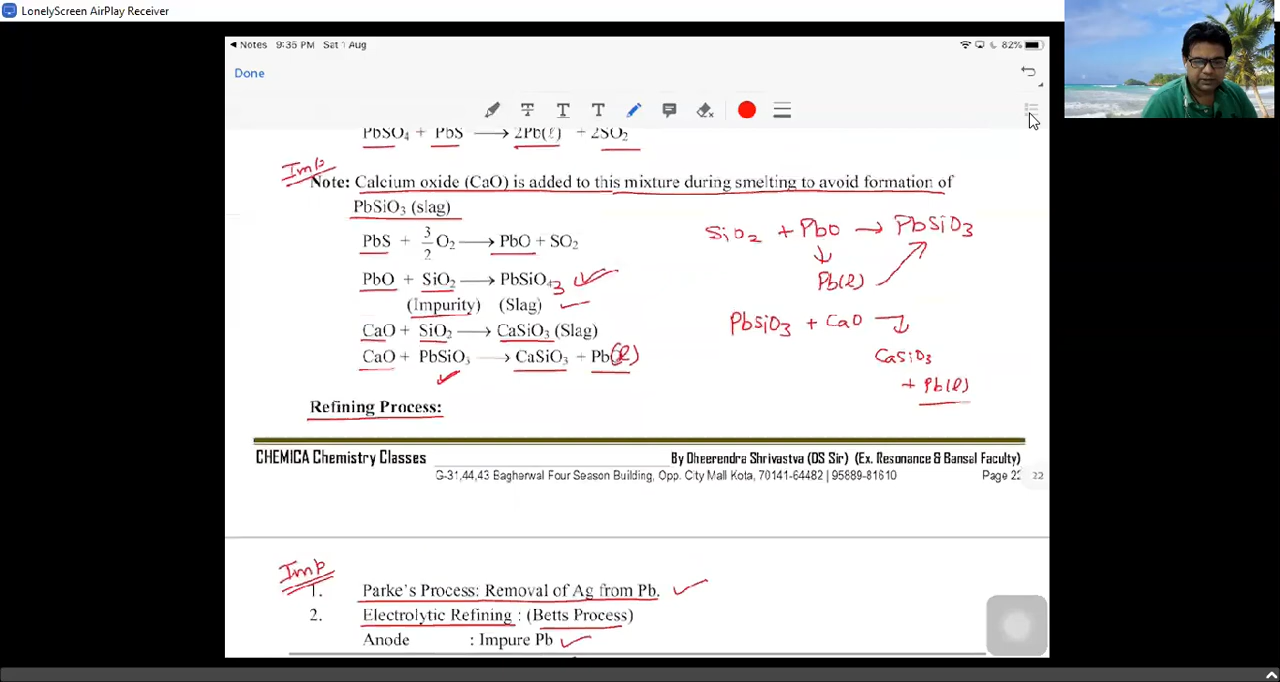 LonelyScreen AirPlay Receiver
Notes 9:35 PM Sat 1 Aug 82%
Done
PbSO₄ + PbS ⟶ 2Pb(ℓ) + 2SO₂
Imp
Note: Calcium oxide (CaO) is added to this mixture during smelting to avoid formation of
PbSiO₃ (slag)
SiO₂ + PbO → PbSiO₃
PbS + 3/2 O₂ ⟶ PbO + SO₂
Pb(l)
PbO + SiO₂ ⟶ PbSiO₃
(Impurity) (Slag)
PbSiO₃ + CaO →
CaO + SiO₂ ⟶ CaSiO₃ (Slag)
CaSiO₃
CaO + PbSiO₃ ⟶ CaSiO₃ + Pb(l)
+ Pb(l)
Refining Process:
CHEMICA Chemistry Classes By Dheerendra Shrivastva (DS Sir) (Ex. Resonance & Bansal Faculty)
G-31,44,43 Bagherwal Four Season Building, Opp. City Mall Kota, 70141-64482 | 95889-81610 Page 22 22
Imp
1. Parke's Process: Removal of Ag from Pb.
2. Electrolytic Refining : (Betts Process)
Anode : Impure Pb